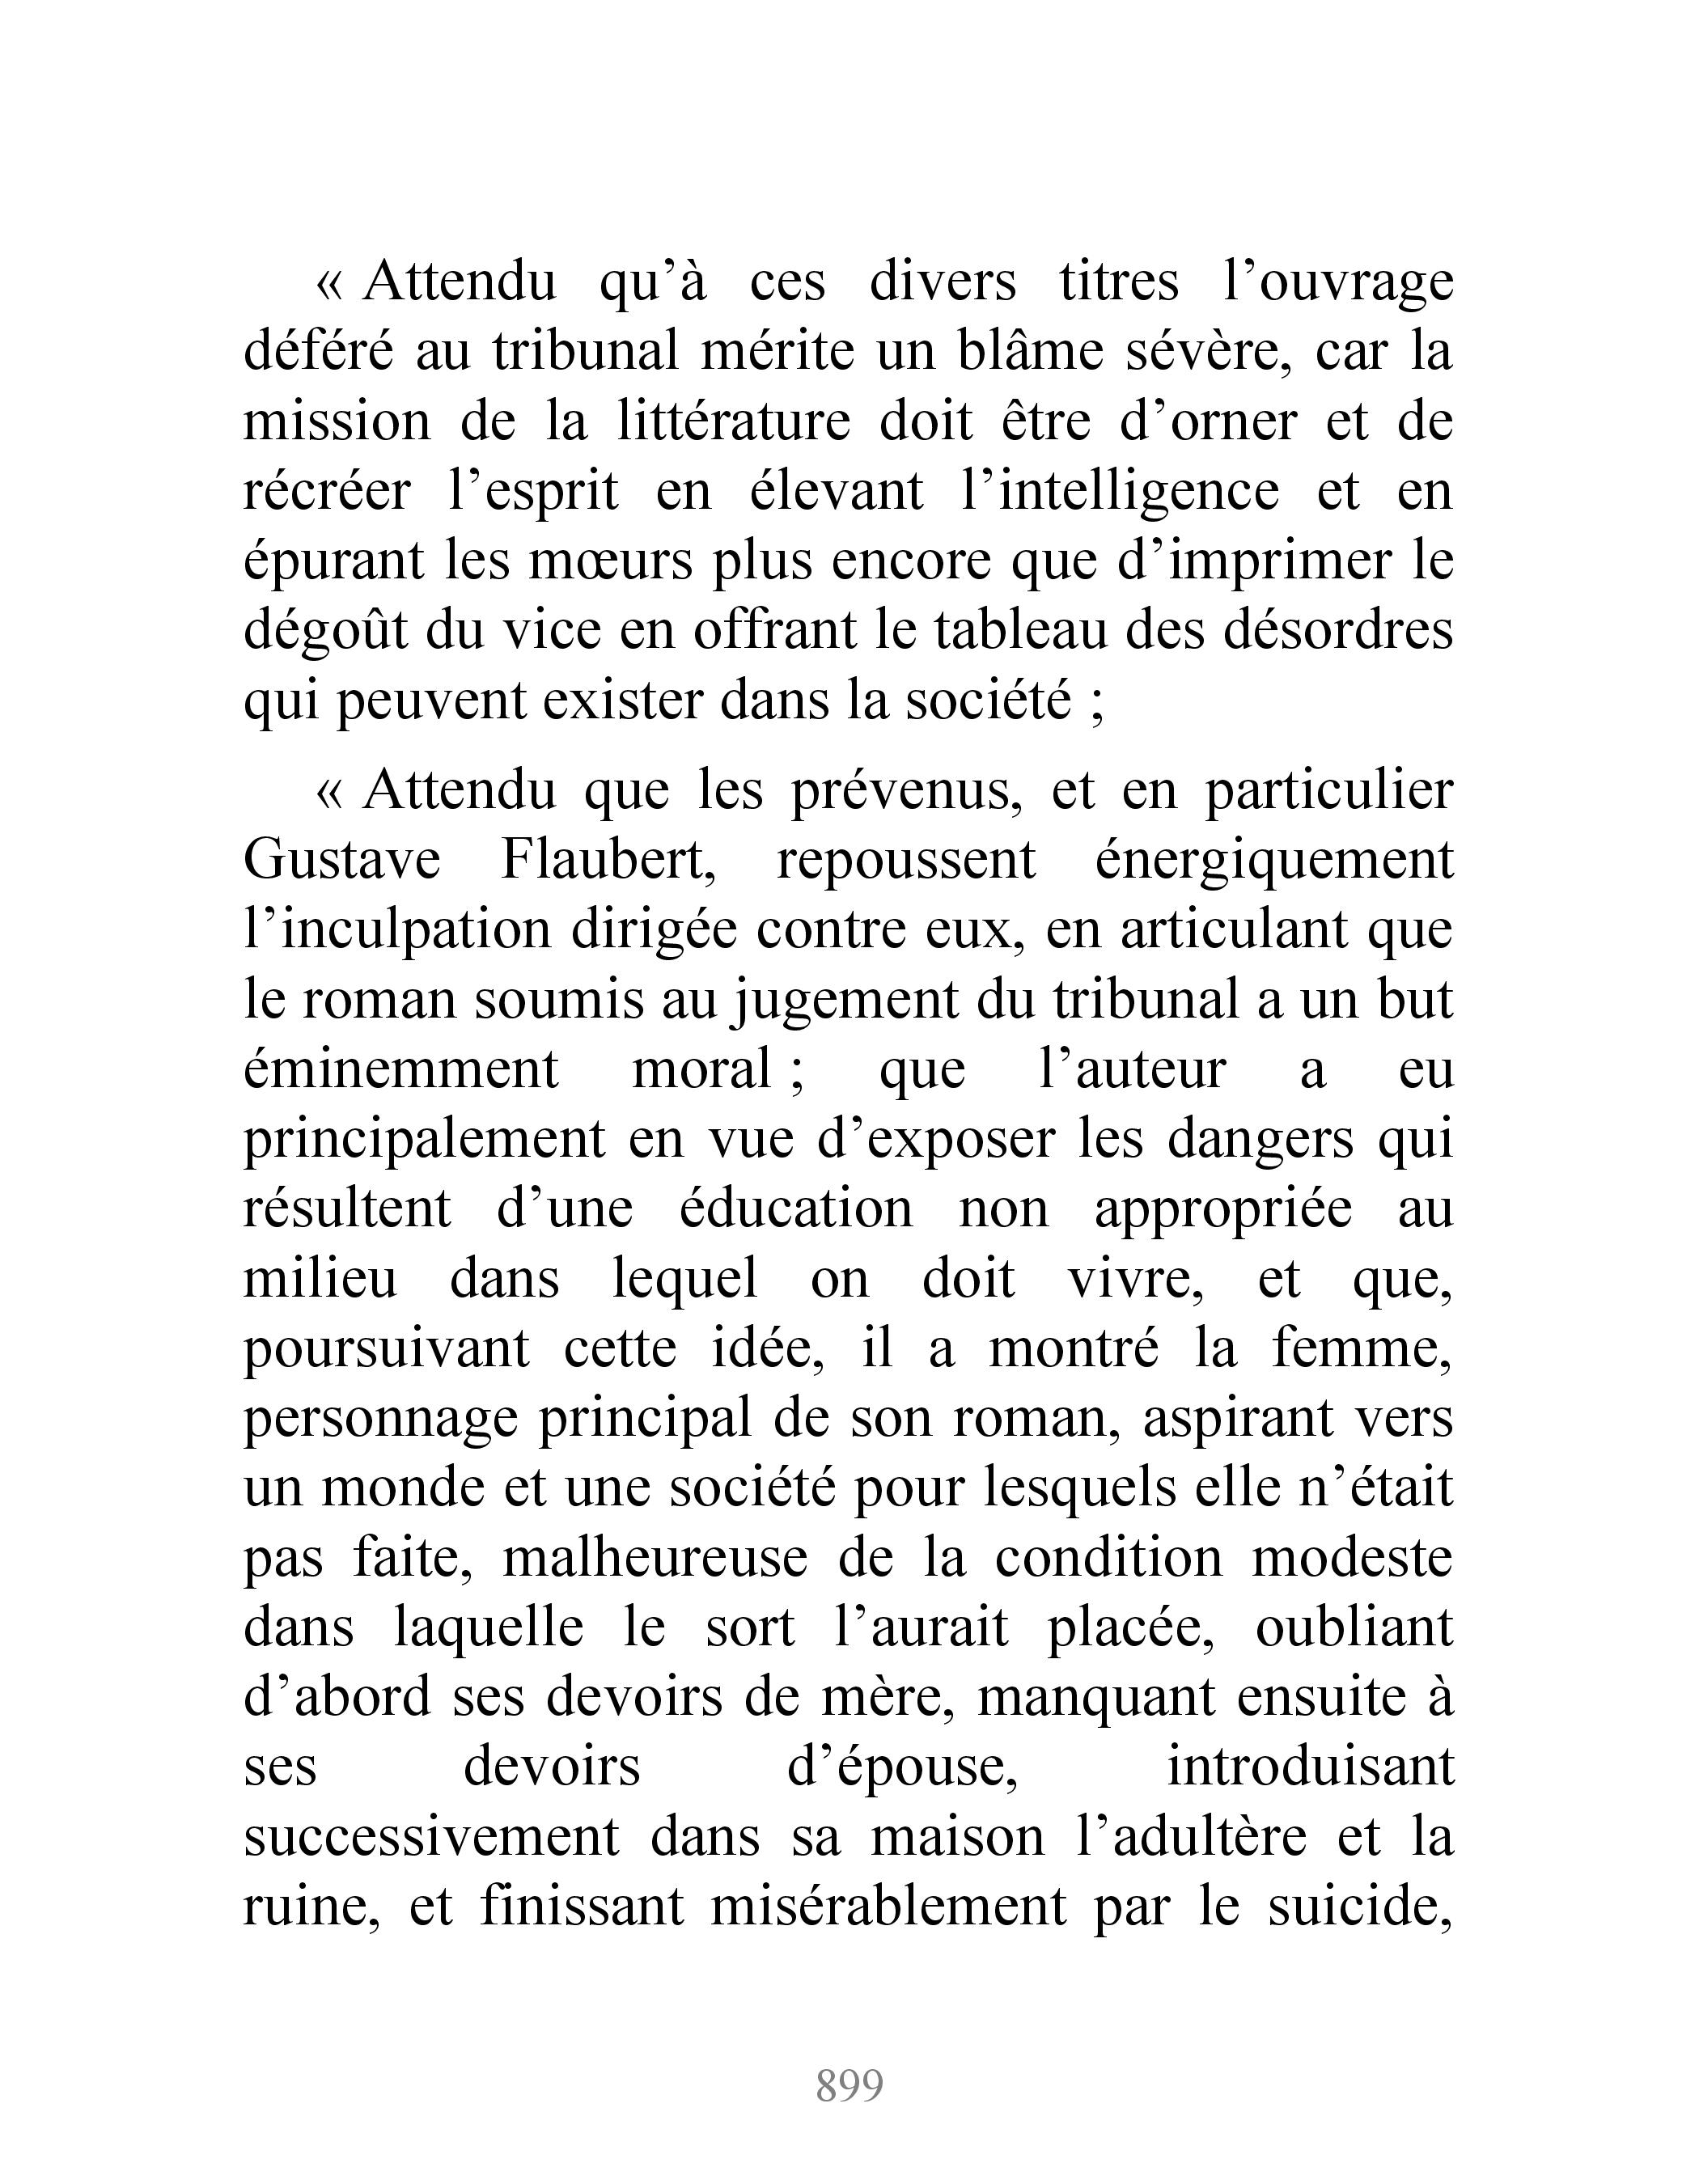 « Attendu qu’à ces divers titres l’ouvrage
déféré au tribunal mérite un blâme sévère, car la
mission de la littérature doit être d’orner et de
récréer l’esprit en élevant l’intelligence et en
épurant les mœurs plus encore que d’imprimer le
dégoût du vice en offrant le tableau des désordres
qui peuvent exister dans la société ;
« Attendu que les prévenus, et en particulier
Gustave Flaubert, repoussent énergiquement
l’inculpation dirigée contre eux, en articulant que
le roman soumis au jugement du tribunal a un but
éminemment moral ; que l’auteur a eu
principalement en vue d’exposer les dangers qui
résultent d’une éducation non appropriée au
milieu dans lequel on doit vivre, et que,
poursuivant cette idée, il a montré la femme,
personnage principal de son roman, aspirant vers
un monde et une société pour lesquels elle n’était
pas faite, malheureuse de la condition modeste
dans laquelle le sort l’aurait placée, oubliant
d’abord ses devoirs de mère, manquant ensuite à
ses devoirs d’épouse, introduisant
successivement dans sa maison l’adultère et la
ruine, et finissant misérablement par le suicide,
899